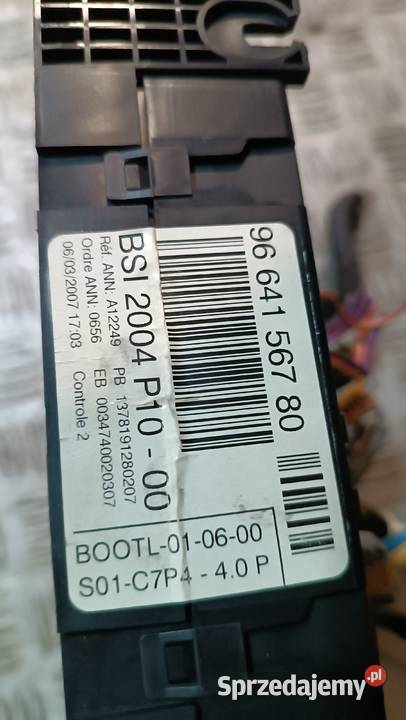 96 641 567 80
BSI 2004 P10 - 00
Réf. ANN: A12249 PB 1378191280207
Ordre ANN: 0656 EB 0034740020307
06/03/2007 17:03 Controle 2
BOOTL-01-06-00
S01-C7P4 - 4.0 P
Sprzedajemy.pl